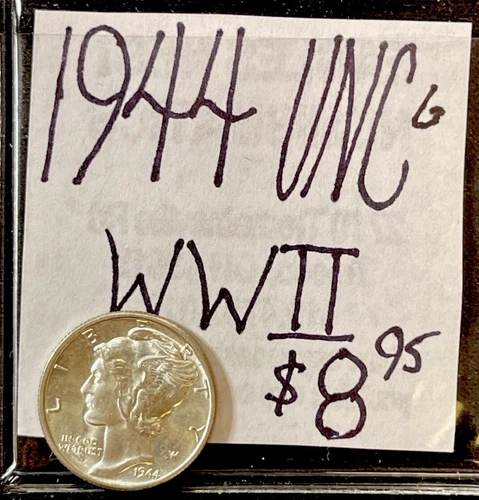 1944 UNC G
WWII
$8 95
LIBERTY
IN GOD
WE TRUST
1944